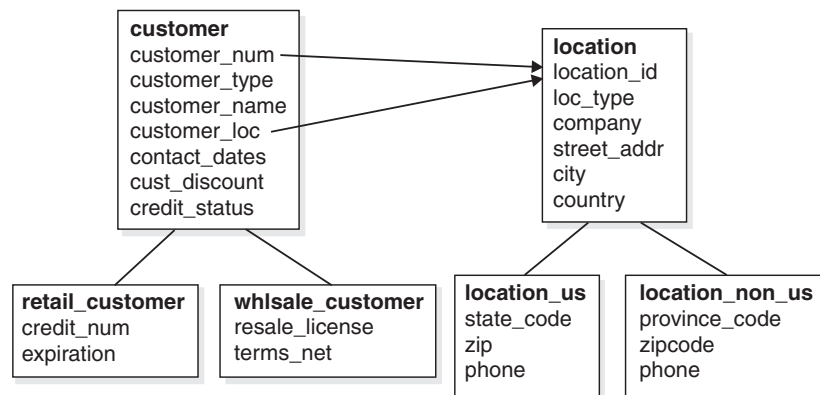 customer
customer_num
customer_type
customer_name
customer_loc
contact_dates
cust_discount
credit_status
location
location_id
loc_type
company
street_addr
city
country
retail_customer
credit_num
expiration
whlsale_customer
resale_license
terms_net
location_us
state_code
zip
phone
location_non_us
province_code
zipcode
phone